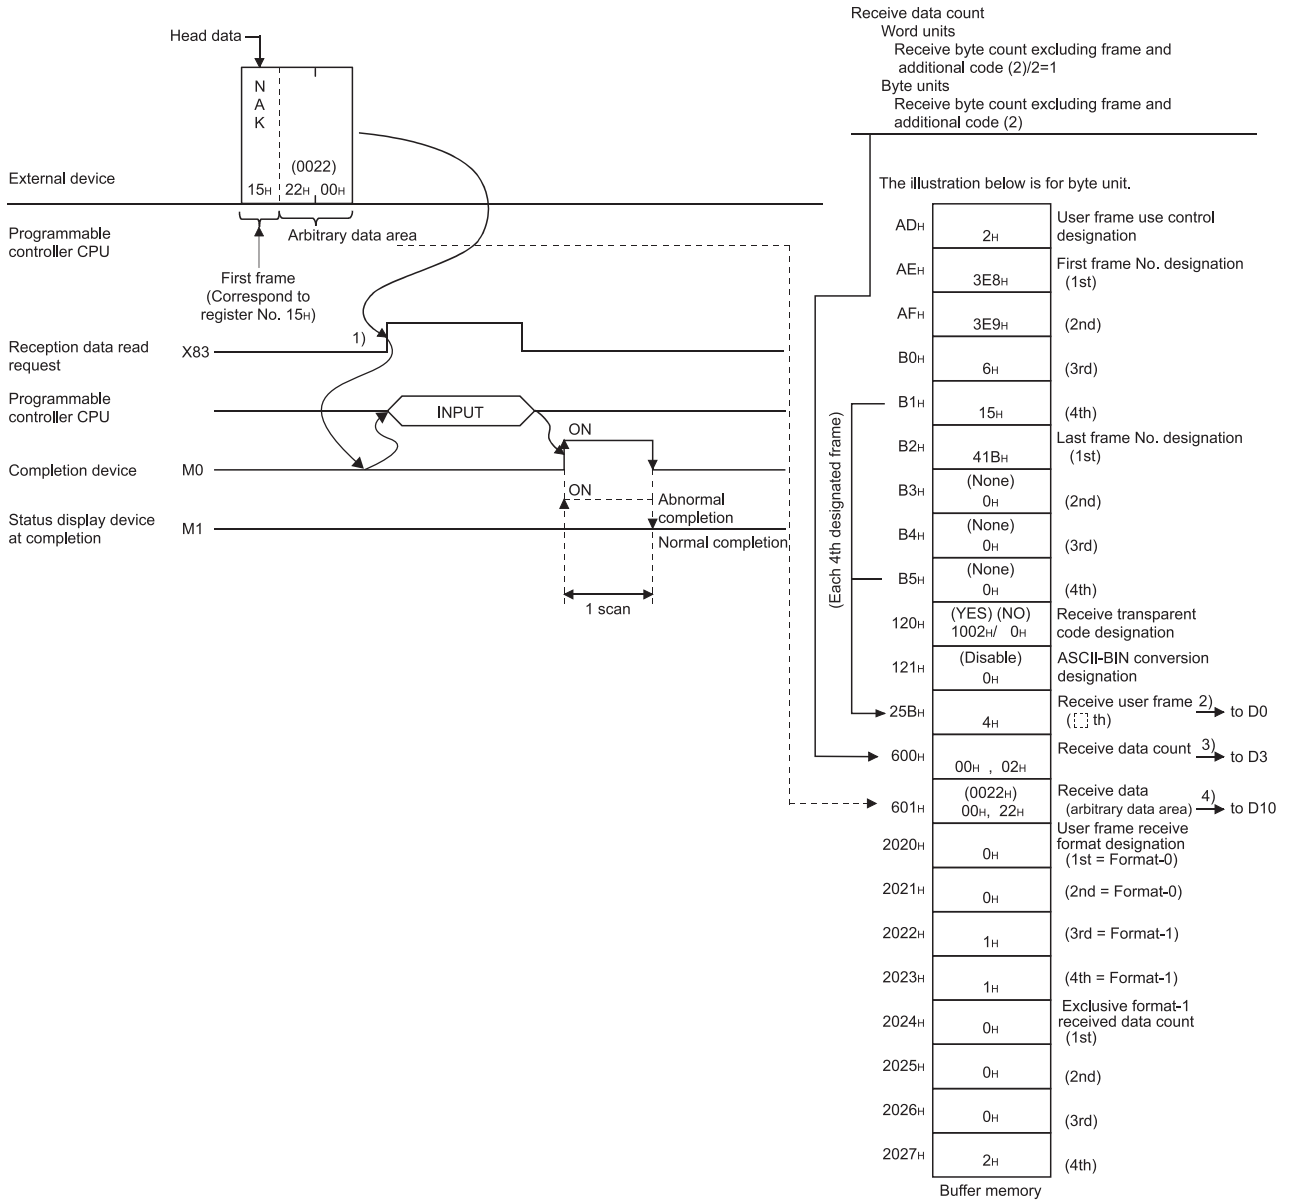 Receive data count
Word units
Receive byte count excluding frame and
additional code (2)/2=1
Byte units
Receive byte count excluding frame and
additional code (2)
Head data
N
A
K
(0022)
15H 22H 00H
External device
Programmable
controller CPU
Arbitrary data area
First frame
(Correspond to
register No. 15H)
1)
Reception data read
request
X83
Programmable
controller CPU
INPUT
ON
Completion device
M0
ON
Abnormal
completion
Status display device
at completion
M1
Normal completion
1 scan
The illustration below is for byte unit.
(Each 4th designated frame)
ADH
2H
User frame use control
designation
AEH
3E8H
First frame No. designation
(1st)
AFH
3E9H
(2nd)
B0H
6H
(3rd)
B1H
15H
(4th)
B2H
41BH
Last frame No. designation
(1st)
B3H
(None)
0H
(2nd)
B4H
(None)
0H
(3rd)
B5H
(None)
0H
(4th)
120H
(YES) (NO)
1002H/ 0H
Receive transparent
code designation
121H
(Disable)
0H
ASCII-BIN conversion
designation
25BH
4H
Receive user frame 2)
( th)
to D0
600H
00H , 02H
Receive data count 3)
to D3
601H
(0022H)
00H, 22H
Receive data
(arbitrary data area) 4)
to D10
2020H
0H
User frame receive
format designation
(1st = Format-0)
2021H
0H
(2nd = Format-0)
2022H
1H
(3rd = Format-1)
2023H
1H
(4th = Format-1)
2024H
0H
Exclusive format-1
received data count
(1st)
2025H
0H
(2nd)
2026H
0H
(3rd)
2027H
2H
(4th)
Buffer memory